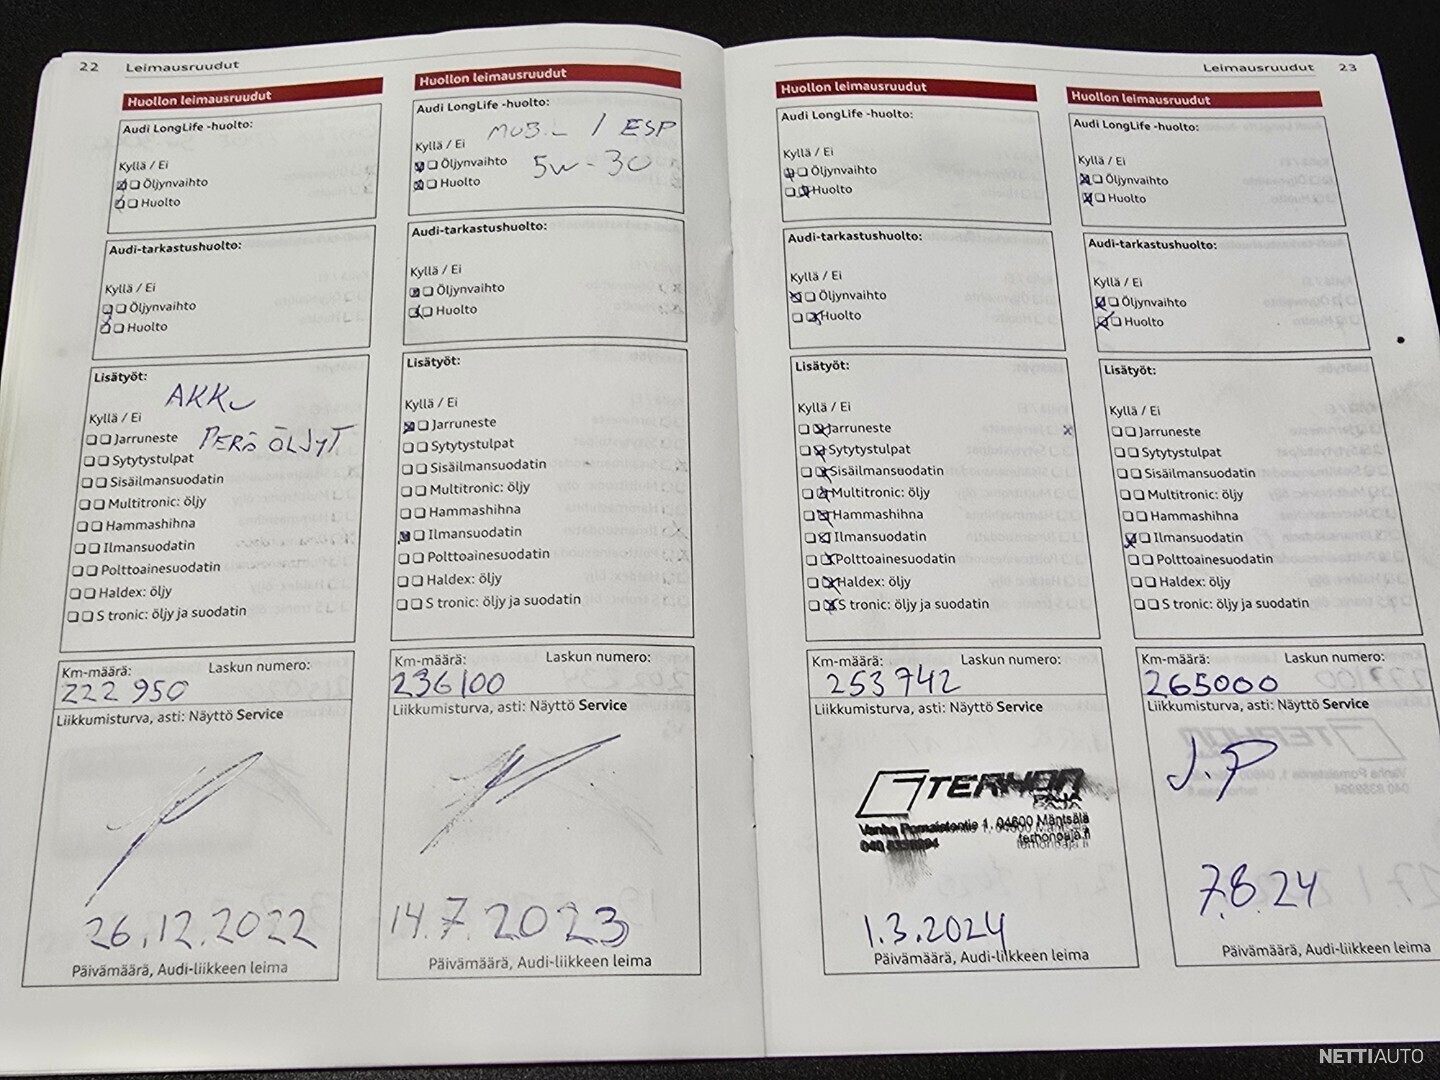 22 Leimausruudut
Huollon leimausruudut
Audi LongLife -huolto:
Kyllä / Ei
Öljynvaihto
Huolto
Audi-tarkastushuolto:
Kyllä / Ei
Öljynvaihto
Huolto
Lisätyöt:
AKKU
Kyllä / Ei
Jarruneste PERÄ ÖLJYT
Sytytystulpat
Sisäilmansuodatin
Multitronic: öljy
Hammashihna
Ilmansuodatin
Polttoainesuodatin
Haldex: öljy
S tronic: öljy ja suodatin
Km-määrä: Laskun numero:
222 950
Liikkumisturva, asti: Näyttö Service
26.12.2022
Päivämäärä, Audi-liikkeen leima
Huollon leimausruudut
Audi LongLife -huolto:
MOBIL / ESP
Kyllä / Ei
Öljynvaihto 5W-30
Huolto
Audi-tarkastushuolto:
Kyllä / Ei
Öljynvaihto
Huolto
Lisätyöt:
Kyllä / Ei
Jarruneste
Sytytystulpat
Sisäilmansuodatin
Multitronic: öljy
Hammashihna
Ilmansuodatin
Polttoainesuodatin
Haldex: öljy
S tronic: öljy ja suodatin
Km-määrä: Laskun numero:
236100
Liikkumisturva, asti: Näyttö Service
14.7.2023
Päivämäärä, Audi-liikkeen leima
Leimausruudut 23
Huollon leimausruudut
Audi LongLife -huolto:
Kyllä / Ei
Öljynvaihto
Huolto
Audi-tarkastushuolto:
Kyllä / Ei
Öljynvaihto
Huolto
Lisätyöt:
Kyllä / Ei
Jarruneste
Sytytystulpat
Sisäilmansuodatin
Multitronic: öljy
Hammashihna
Ilmansuodatin
Polttoainesuodatin
Haldex: öljy
S tronic: öljy ja suodatin
Km-määrä: Laskun numero:
253742
Liikkumisturva, asti: Näyttö Service
TERHON
PAJA
Vanha Pornaistentie 1, 04600 Mäntsälä
040 8359994 terhonpaja.fi
1.3.2024
Päivämäärä, Audi-liikkeen leima
Huollon leimausruudut
Audi LongLife -huolto:
Kyllä / Ei
Öljynvaihto
Huolto
Audi-tarkastushuolto:
Kyllä / Ei
Öljynvaihto
Huolto
Lisätyöt:
Kyllä / Ei
Jarruneste
Sytytystulpat
Sisäilmansuodatin
Multitronic: öljy
Hammashihna
Ilmansuodatin
Polttoainesuodatin
Haldex: öljy
S tronic: öljy ja suodatin
Km-määrä: Laskun numero:
265000
Liikkumisturva, asti: Näyttö Service
J.P
7.8.24
Päivämäärä, Audi-liikkeen leima
NETTIAUTO